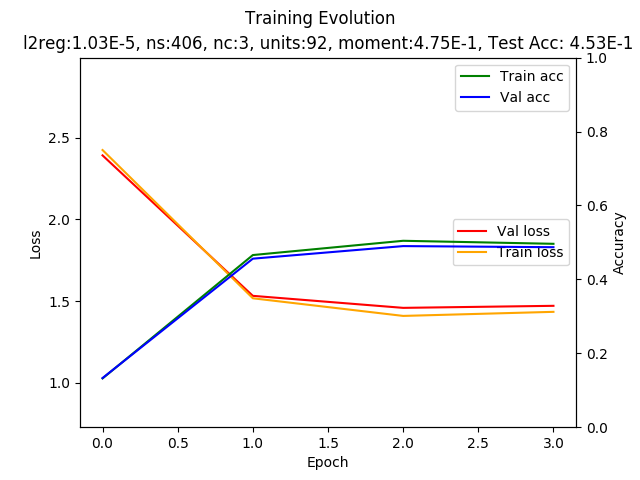 Training Evolution
l2reg:1.03E-5, ns:406, nc:3, units:92, moment:4.75E-1, Test Acc: 4.53E-1
Train acc
Val acc
Val loss
Train loss
Loss
2.5
2.0
1.5
1.0
Accuracy
1.0
0.8
0.6
0.4
0.2
0.0
0.0 0.5 1.0 1.5 2.0 2.5 3.0
Epoch